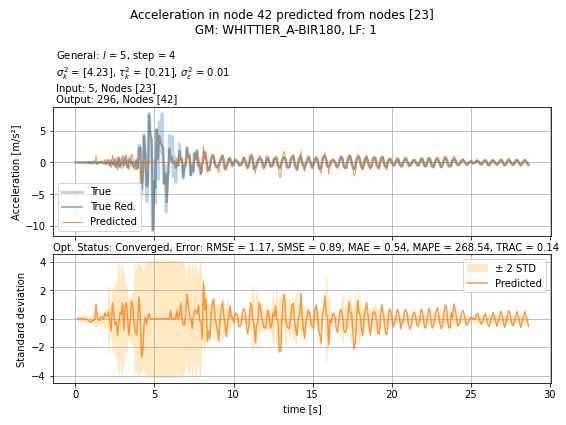 Acceleration in node 42 predicted from nodes [23]
GM: WHITTIER_A-BIR180, LF: 1
General: l = 5, step = 4
σ²ₖ = [4.23], τ²ₖ = [0.21], σ²ε = 0.01
Input: 5, Nodes [23]
Output: 296, Nodes [42]
Acceleration [m/s²]
5
0
−5
−10
True
True Red.
Predicted
Opt. Status: Converged, Error: RMSE = 1.17, SMSE = 0.89, MAE = 0.54, MAPE = 268.54, TRAC = 0.14
Standard deviation
4
2
0
−2
−4
± 2 STD
Predicted
0 5 10 15 20 25 30
time [s]